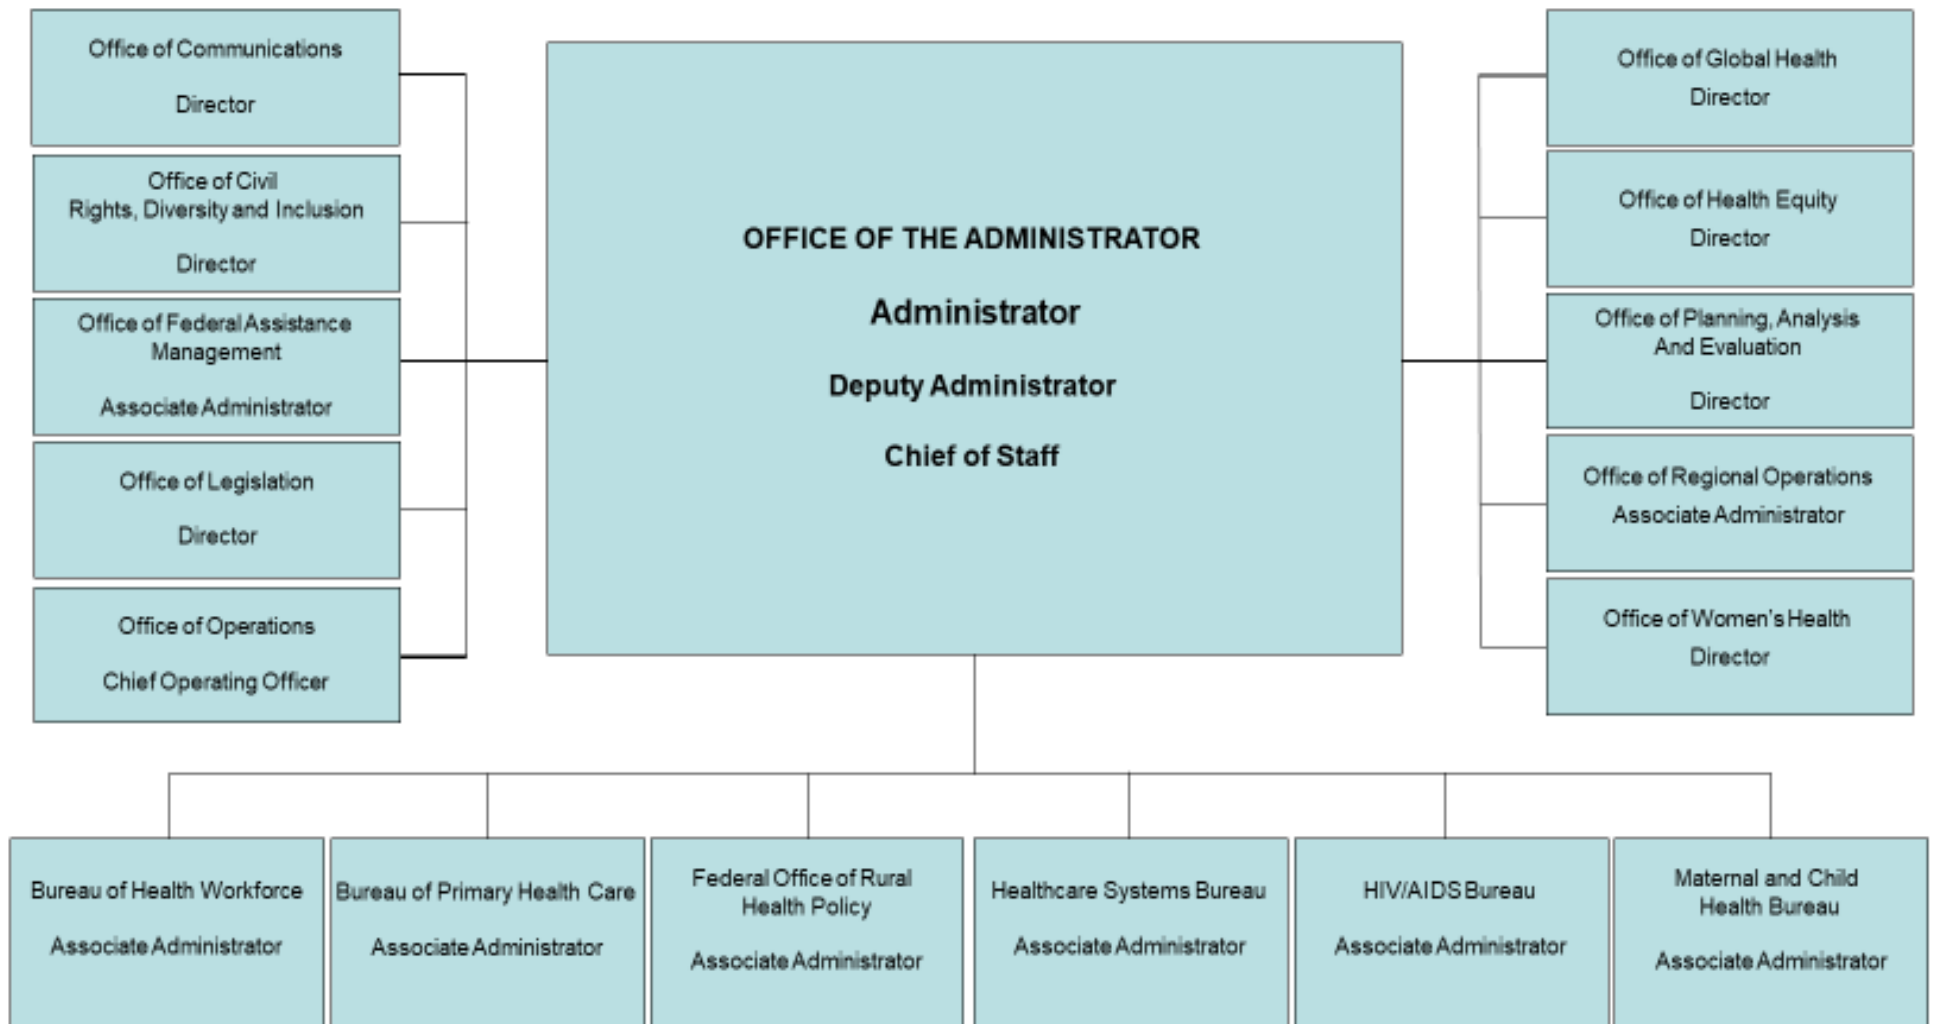 Office of Communications
Director
Office of Civil
Rights, Diversity and Inclusion
Director
Office of Federal Assistance
Management
Associate Administrator
Office of Legislation
Director
Office of Operations
Chief Operating Officer
OFFICE OF THE ADMINISTRATOR
Administrator
Deputy Administrator
Chief of Staff
Office of Global Health
Director
Office of Health Equity
Director
Office of Planning, Analysis
And Evaluation
Director
Office of Regional Operations
Associate Administrator
Office of Women's Health
Director
Bureau of Health Workforce
Associate Administrator
Bureau of Primary Health Care
Associate Administrator
Federal Office of Rural
Health Policy
Associate Administrator
Healthcare Systems Bureau
Associate Administrator
HIV/AIDS Bureau
Associate Administrator
Maternal and Child
Health Bureau
Associate Administrator